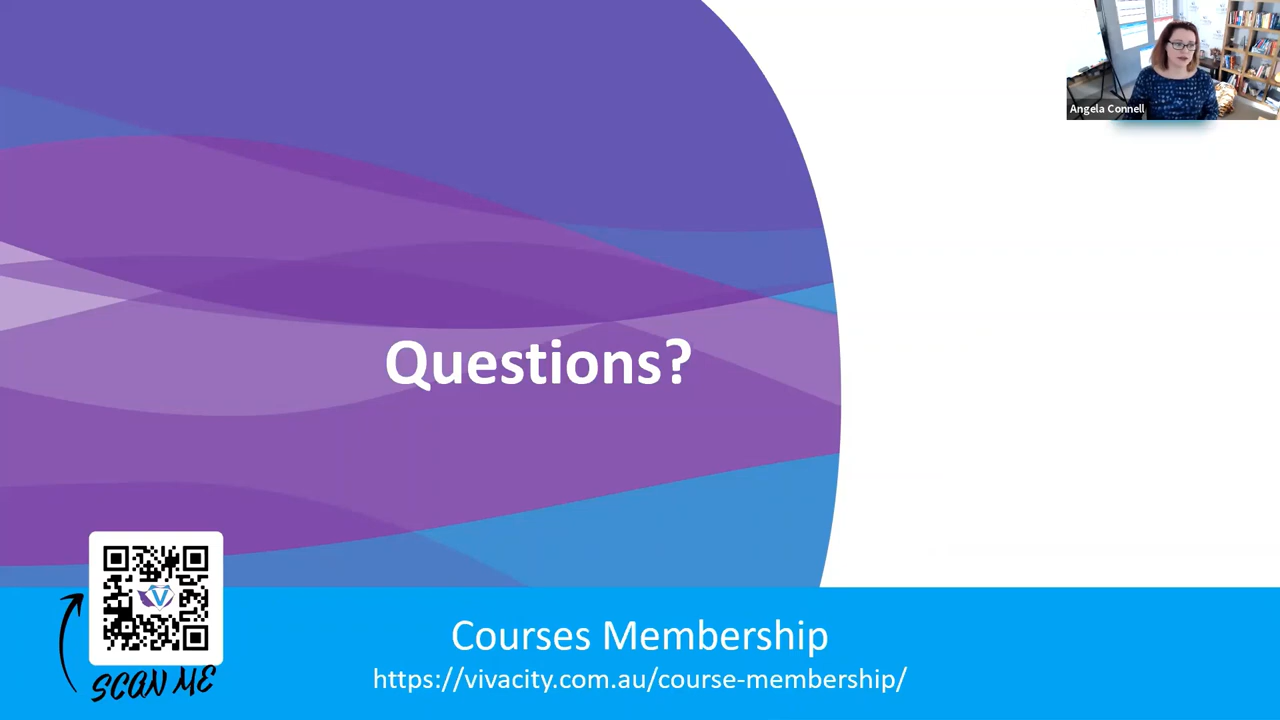 Angela Connell
Questions?
SCAN ME
Courses Membership
https://vivacity.com.au/course-membership/